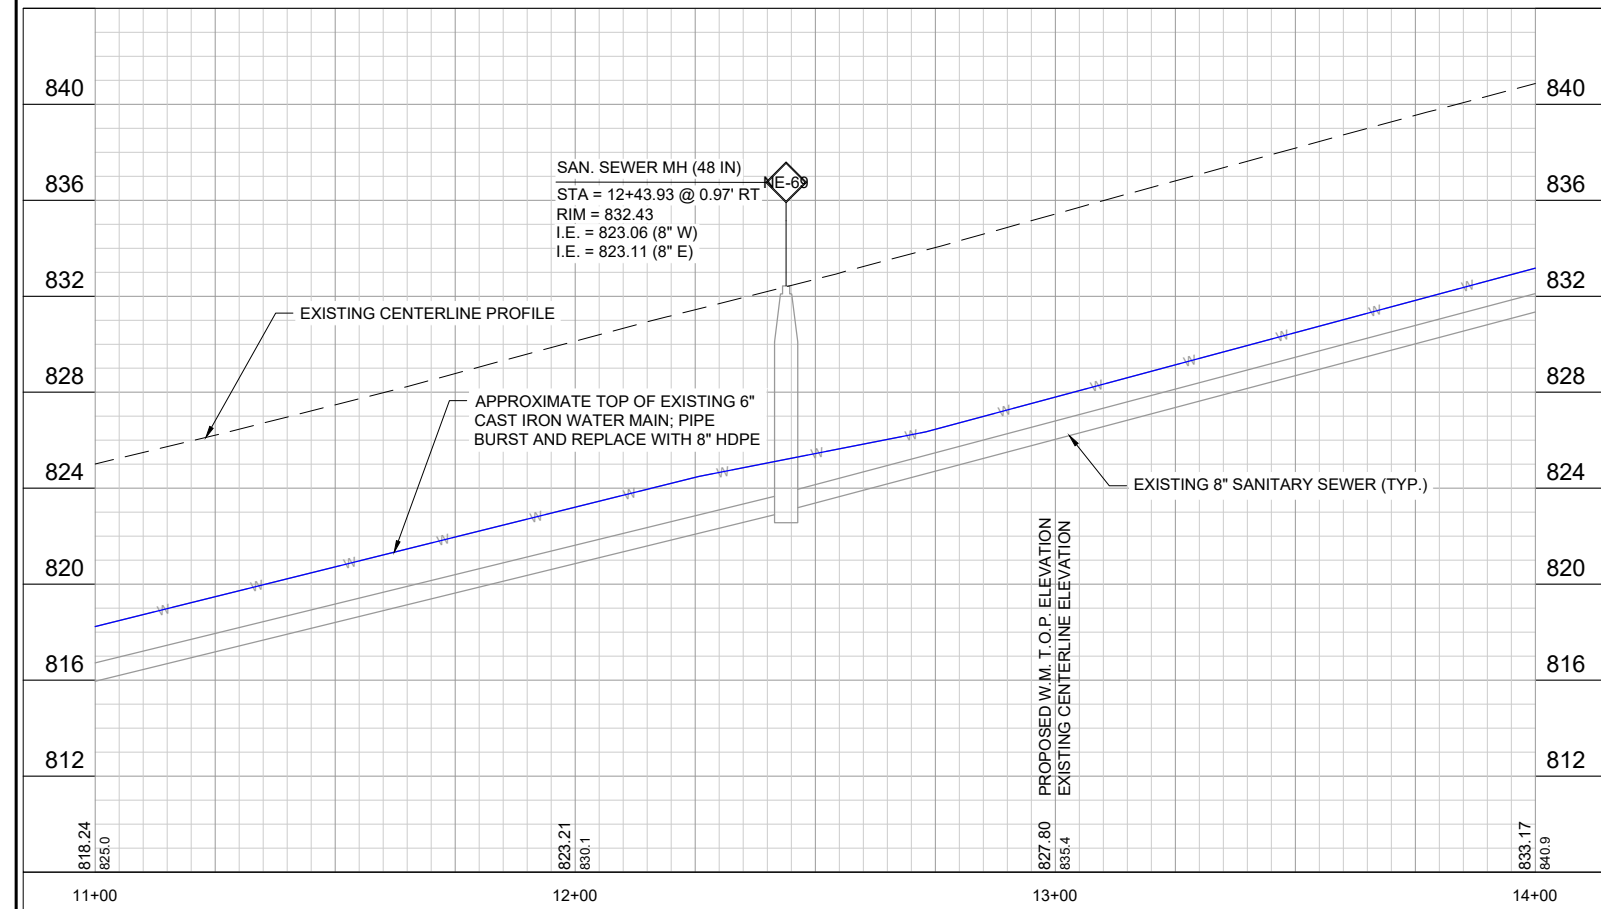 840
840
SAN. SEWER MH (48 IN)
NE-69
836
836
STA = 12+43.93 @ 0.97' RT
RIM = 832.43
I.E. = 823.06 (8" W)
I.E. = 823.11 (8" E)
832
832
EXISTING CENTERLINE PROFILE
828
828
APPROXIMATE TOP OF EXISTING 6"
CAST IRON WATER MAIN; PIPE
BURST AND REPLACE WITH 8" HDPE
824
824
EXISTING 8" SANITARY SEWER (TYP.)
W W W W W W W W W W W W W W W
820
820
816
816
812
812
PROPOSED W.M. T.O.P. ELEVATION
EXISTING CENTERLINE ELEVATION
818.24
825.0
823.21
830.1
827.80
835.4
833.17
840.9
11+00
12+00
13+00
14+00